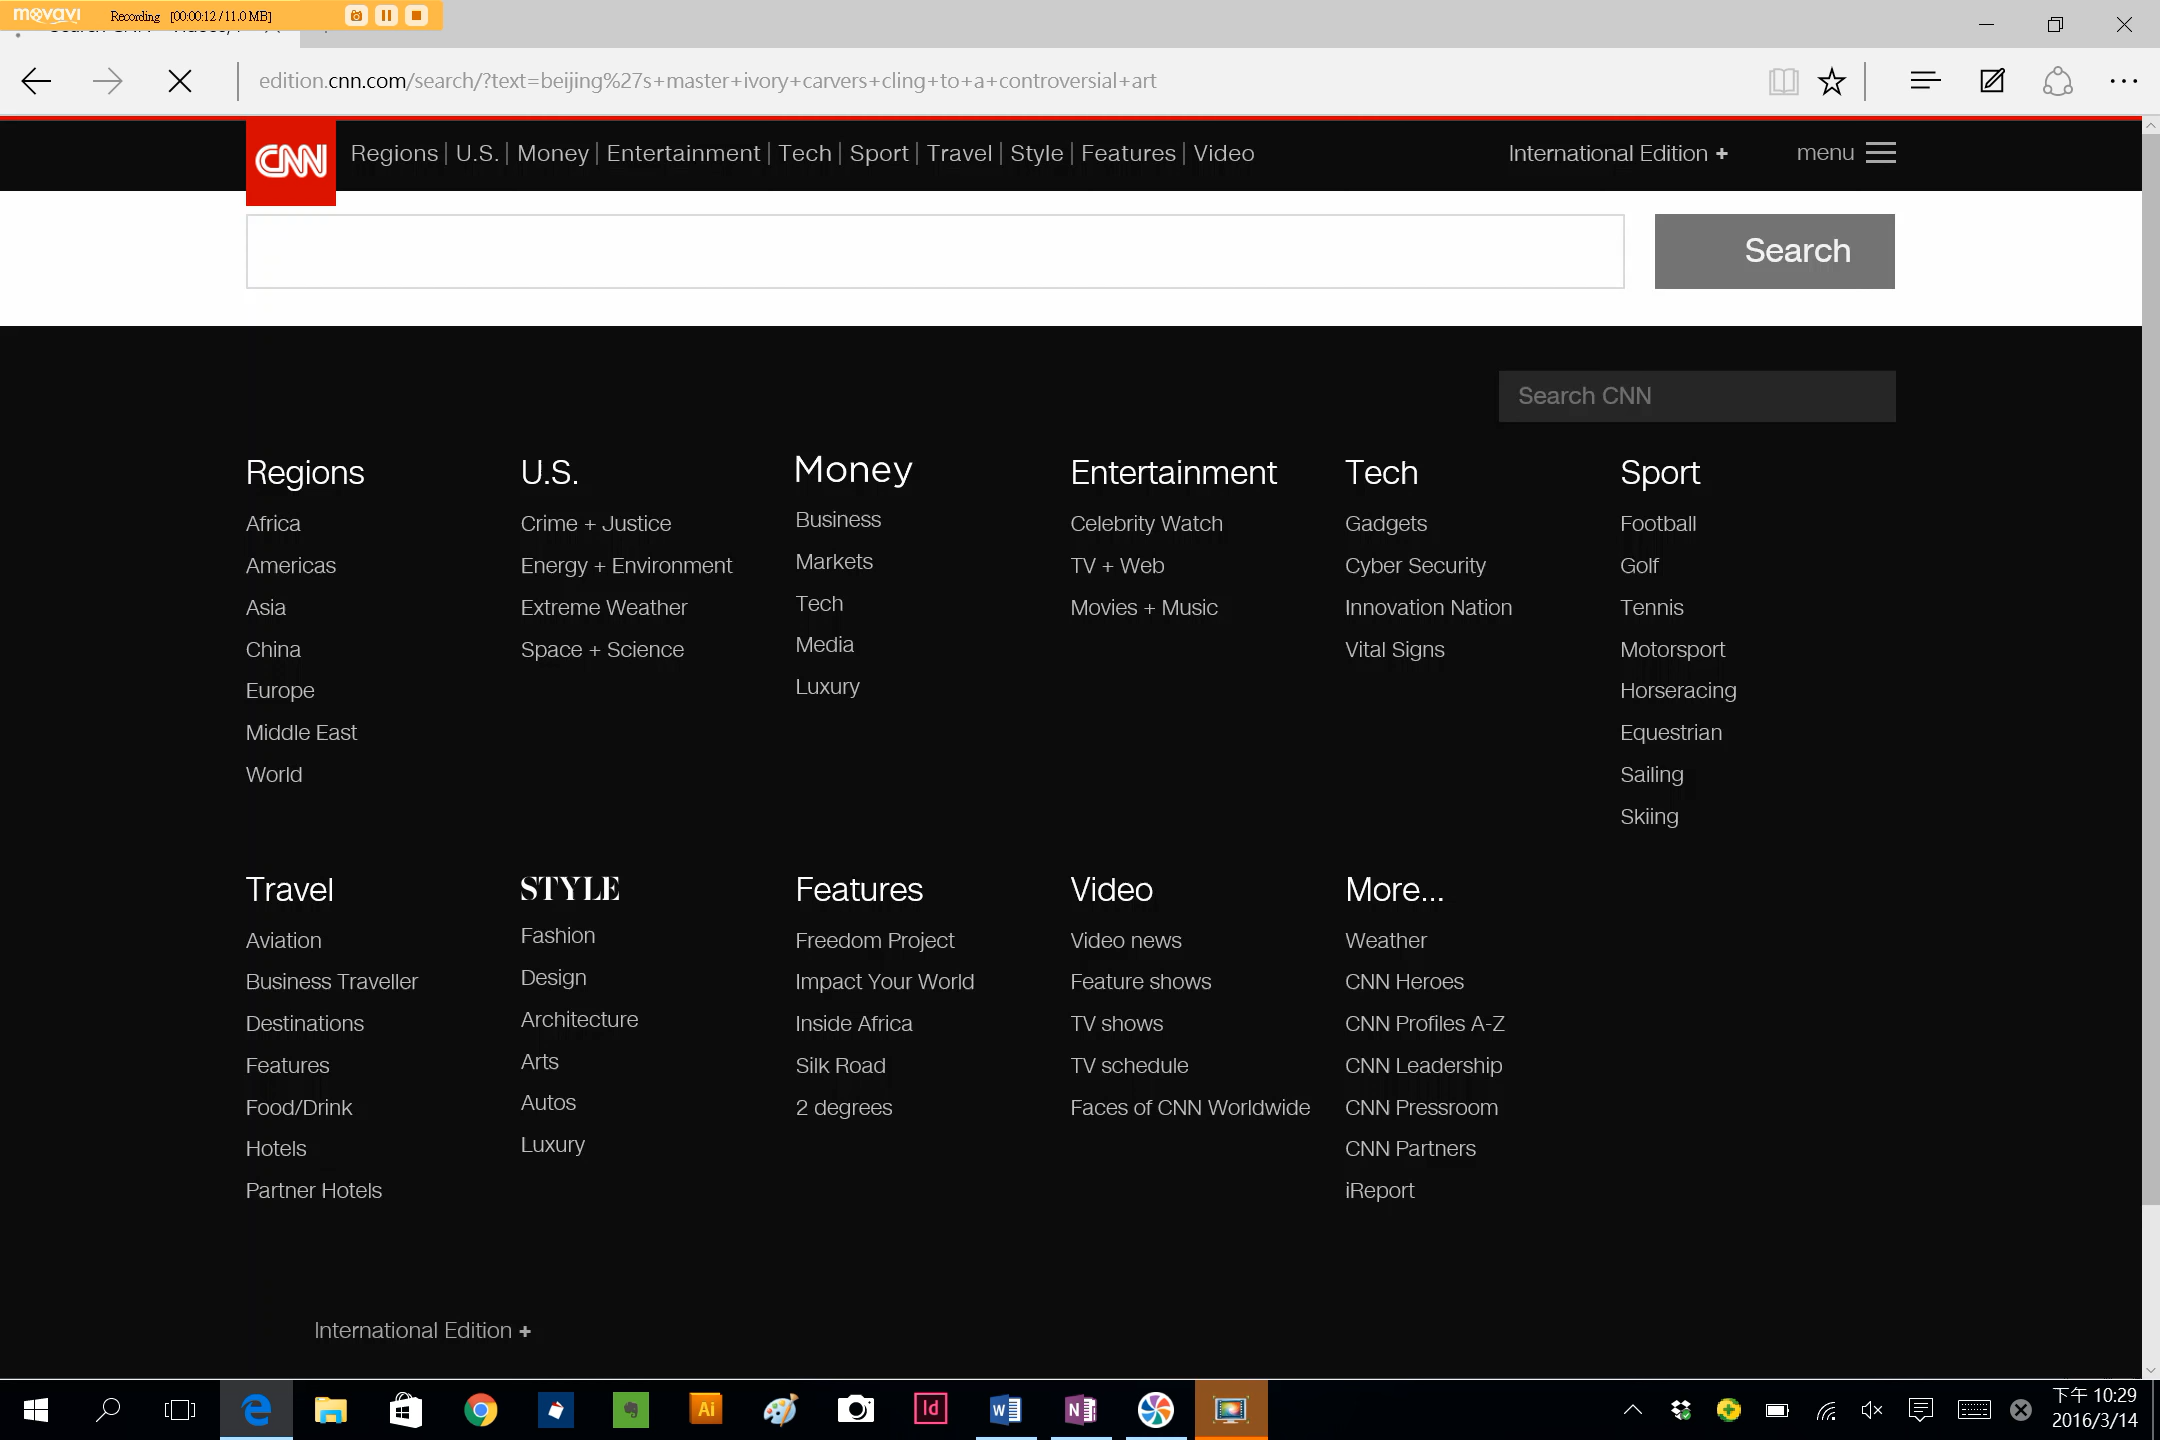 movavi Recording [00:00:12 / 11.0 MB]
edition.cnn.com/search/?text=beijing%27s+master+ivory+carvers+cling+to+a+controversial+art
CNN Regions U.S. Money Entertainment Tech Sport Travel Style Features Video International Edition + menu
Search
Search CNN
Regions
Africa
Americas
Asia
China
Europe
Middle East
World
U.S.
Crime + Justice
Energy + Environment
Extreme Weather
Space + Science
Money
Business
Markets
Tech
Media
Luxury
Entertainment
Celebrity Watch
TV + Web
Movies + Music
Tech
Gadgets
Cyber Security
Innovation Nation
Vital Signs
Sport
Football
Golf
Tennis
Motorsport
Horseracing
Equestrian
Sailing
Skiing
Travel
Aviation
Business Traveller
Destinations
Features
Food/Drink
Hotels
Partner Hotels
STYLE
Fashion
Design
Architecture
Arts
Autos
Luxury
Features
Freedom Project
Impact Your World
Inside Africa
Silk Road
2 degrees
Video
Video news
Feature shows
TV shows
TV schedule
Faces of CNN Worldwide
More...
Weather
CNN Heroes
CNN Profiles A-Z
CNN Leadership
CNN Pressroom
CNN Partners
iReport
International Edition +
Ai
Id
W
N
下午 10:29
2016/3/14